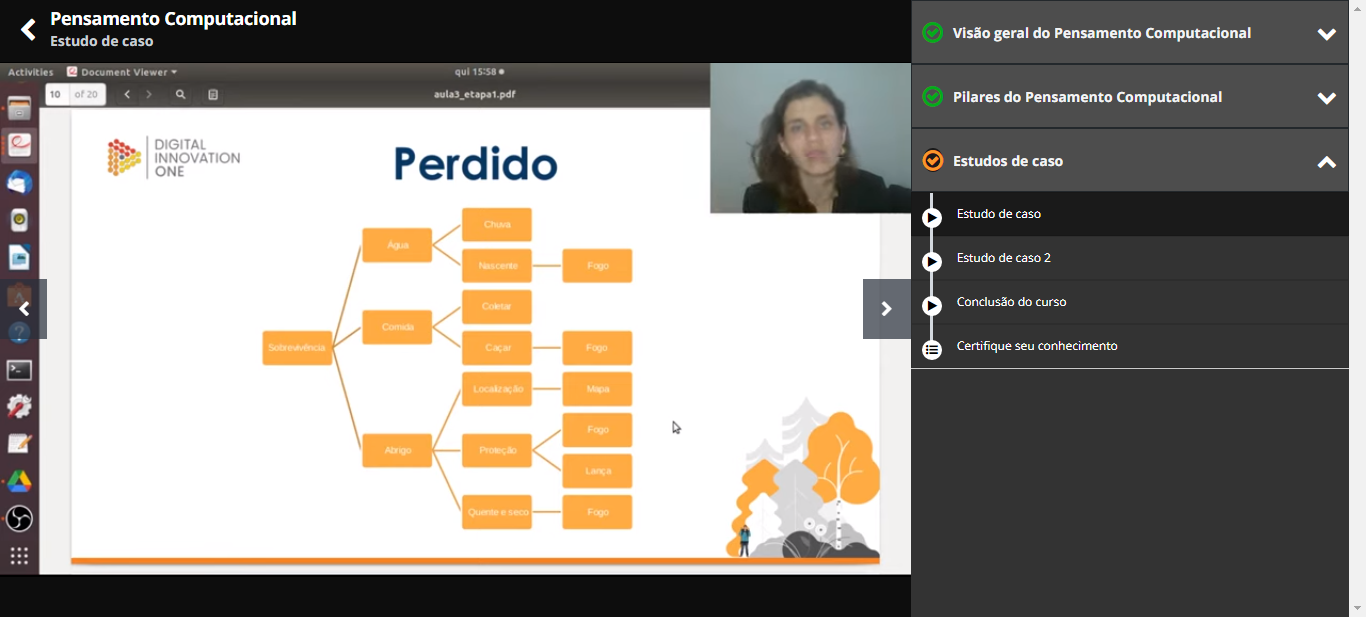 Pensamento Computacional
Estudo de caso
Activities
Document Viewer
qui 15:58
10
of 20
aula3_etapa1.pdf
DIGITAL
INNOVATION
ONE
Perdido
Chuva
Água
Nascente
Fogo
Coletar
Comida
Sobrevivência
Caçar
Fogo
Localização
Mapa
Fogo
Abrigo
Proteção
Lança
Quente e seco
Fogo
Visão geral do Pensamento Computacional
Pilares do Pensamento Computacional
Estudos de caso
Estudo de caso
Estudo de caso 2
Conclusão do curso
Certifique seu conhecimento